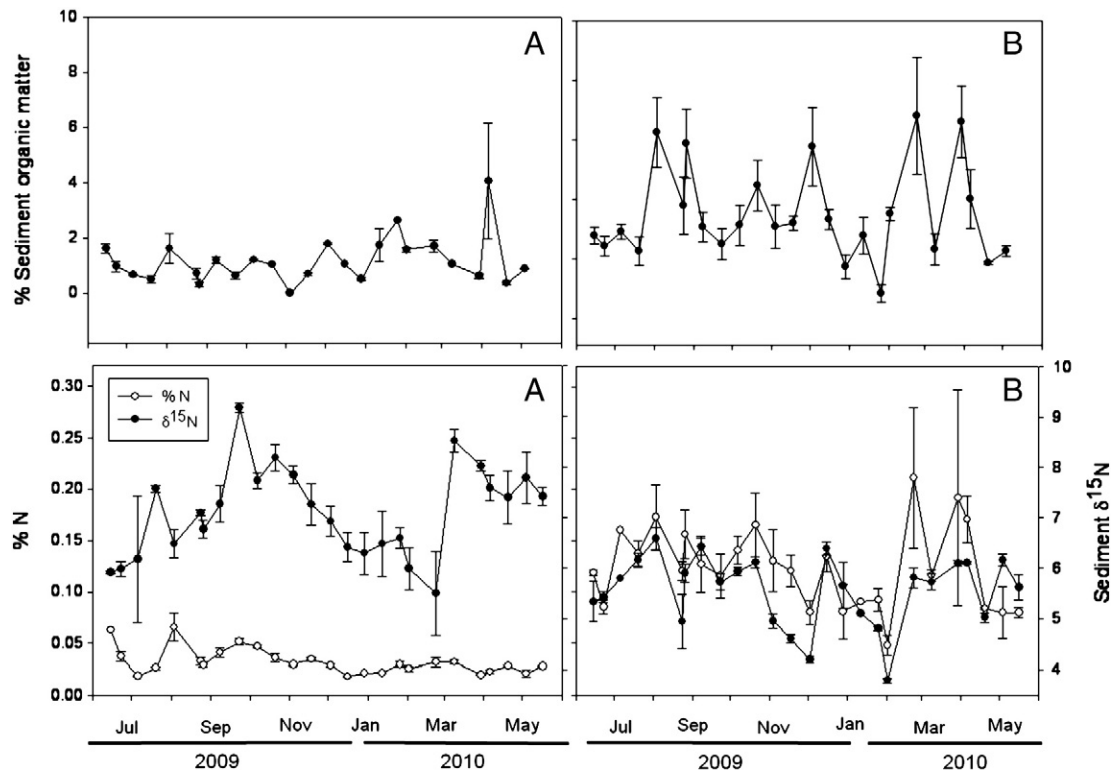 A
B
% Sediment organic matter
10
8
6
4
2
0
A
B
% N
δ15N
% N
0.30
0.25
0.20
0.15
0.10
0.05
0.00
10
9
8
7
6
5
4
Sediment δ15N
Jul Sep Nov Jan Mar May
2009 2010
Jul Sep Nov Jan Mar May
2009 2010